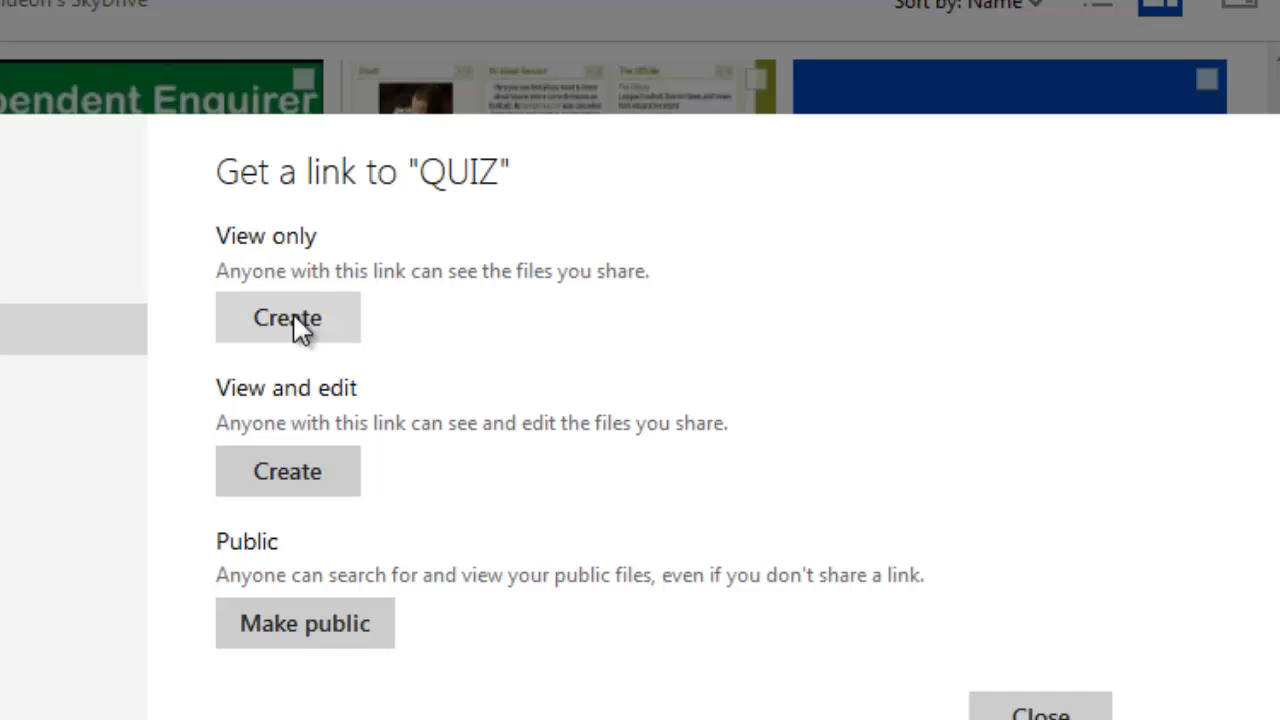 SkyDrive
Sort by: Name
pendent Enquirer
The Official
Get a link to "QUIZ"
View only
Anyone with this link can see the files you share.
Create
View and edit
Anyone with this link can see and edit the files you share.
Create
Public
Anyone can search for and view your public files, even if you don't share a link.
Make public
Close